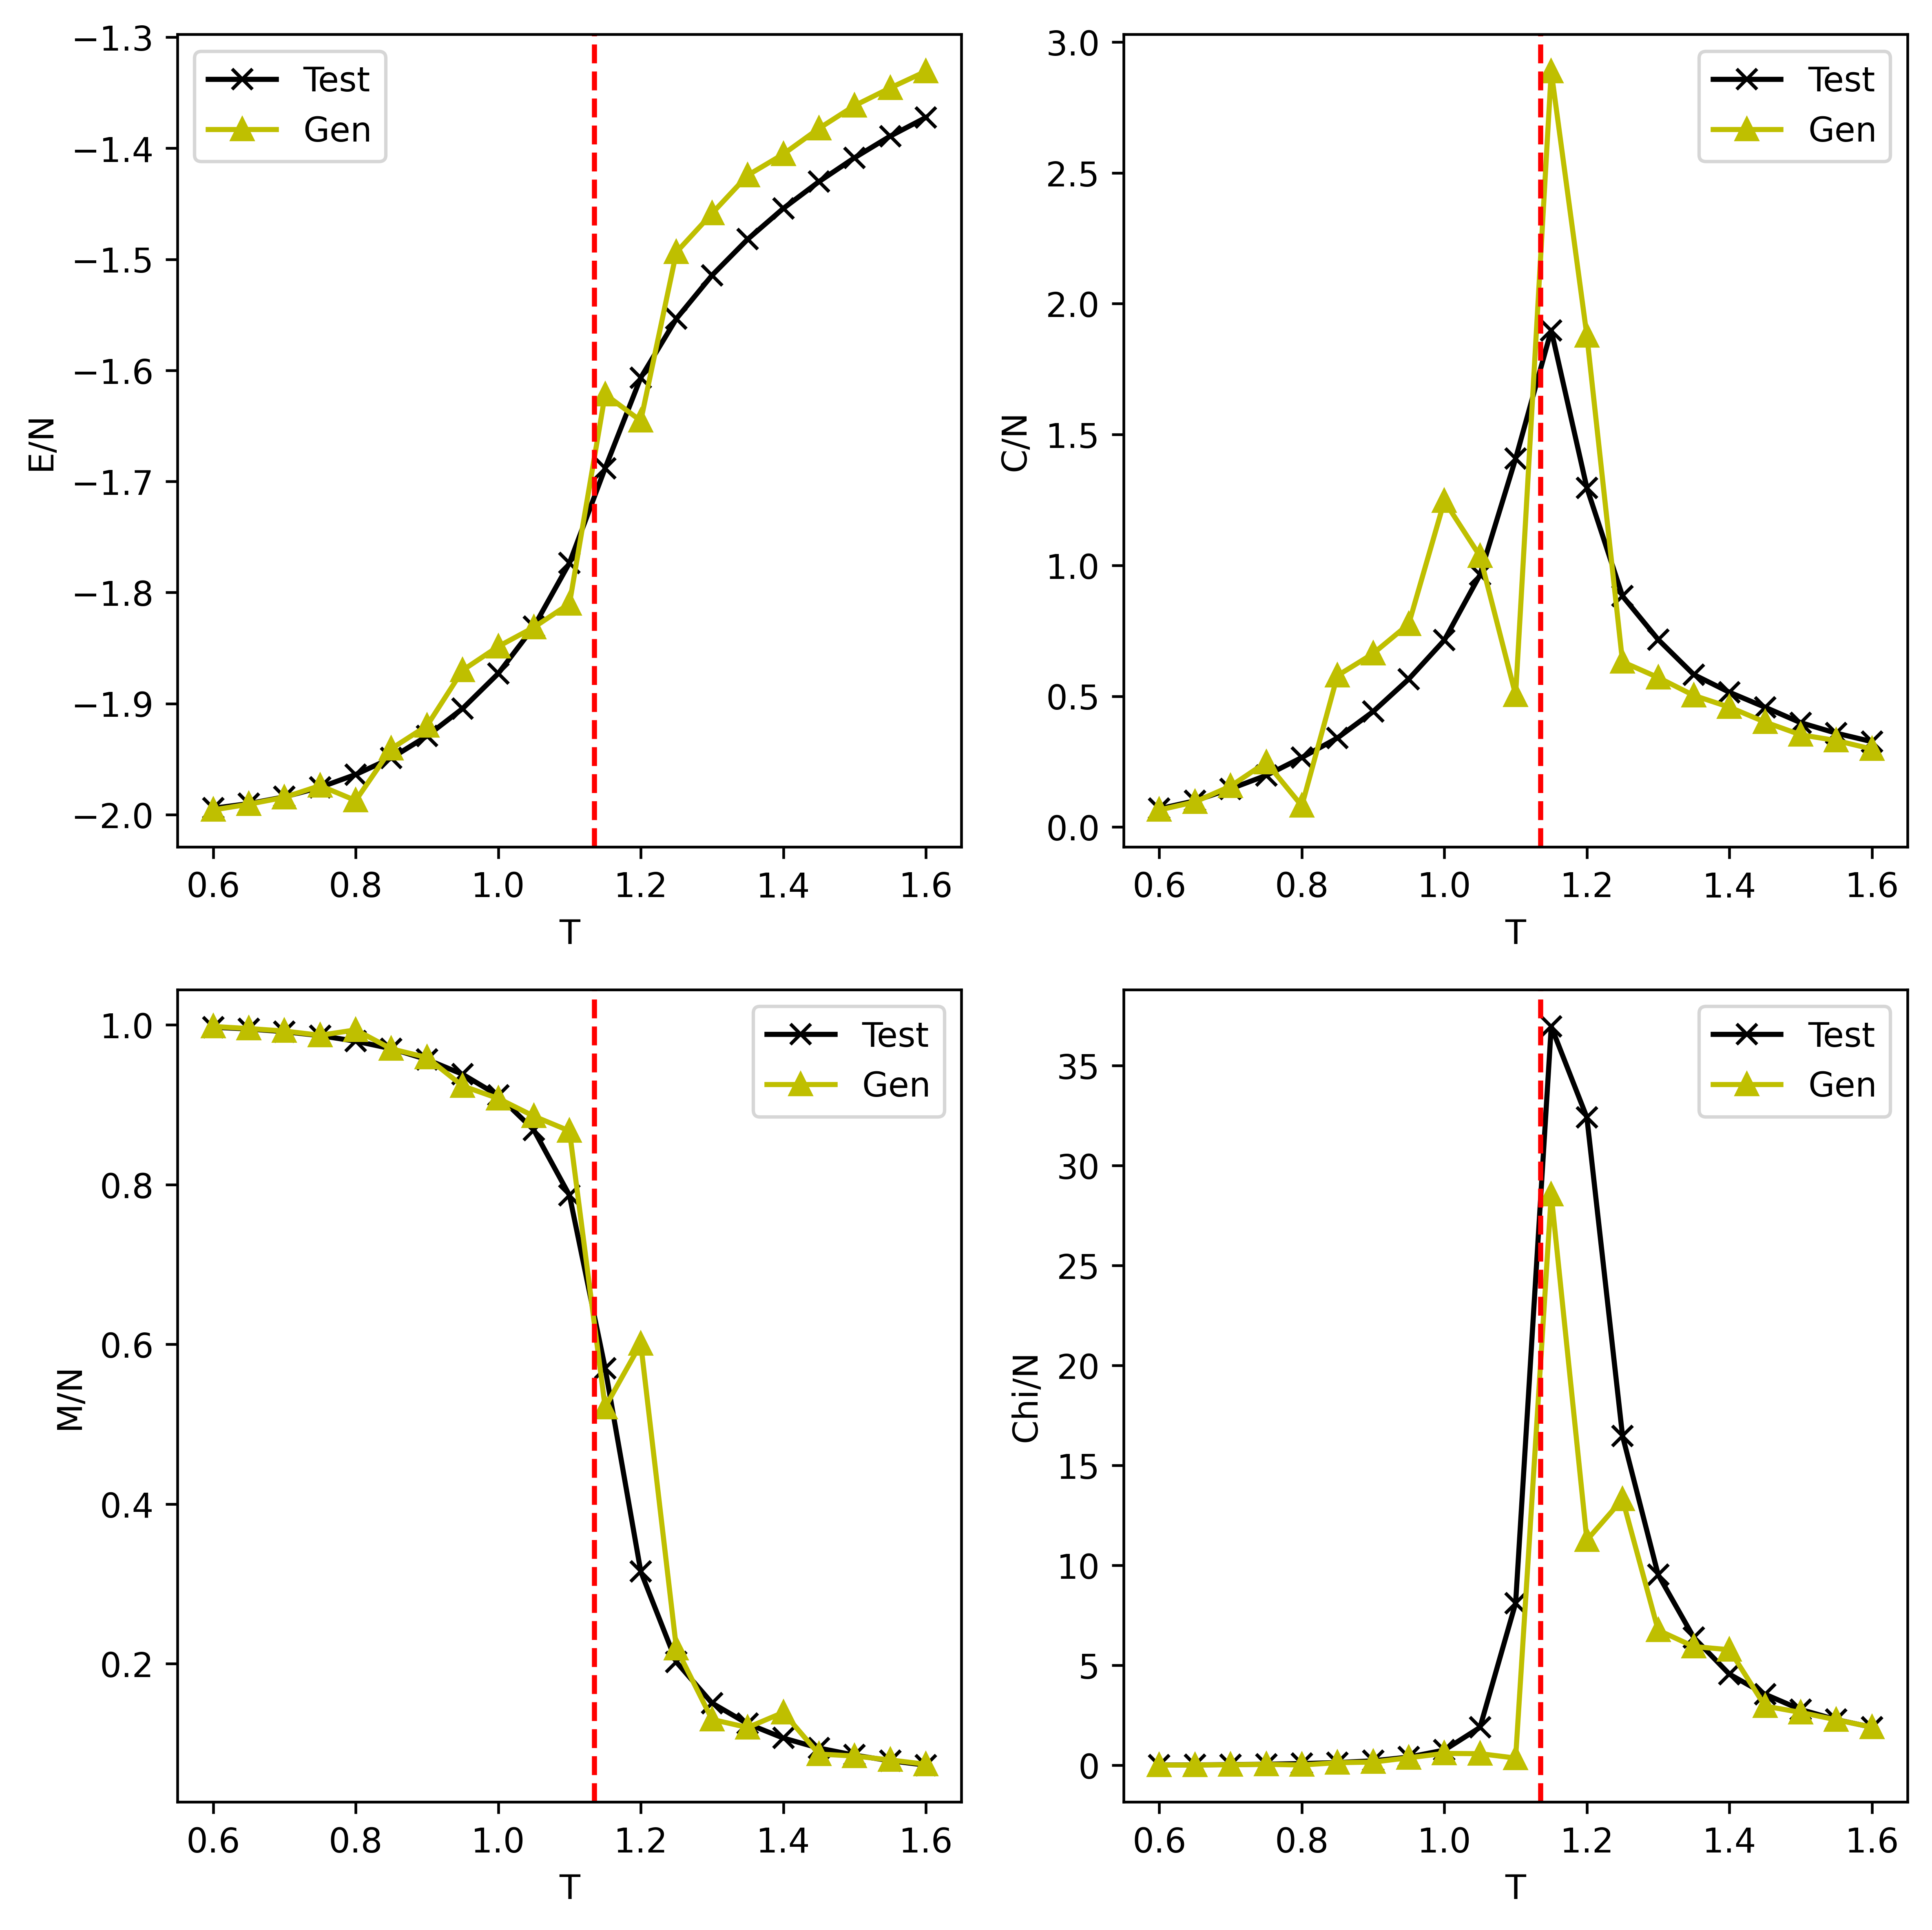 −1.3
−1.4
−1.5
−1.6
−1.7
−1.8
−1.9
−2.0
E/N
0.6 0.8 1.0 1.2 1.4 1.6
T
Test
Gen
3.0
2.5
2.0
1.5
1.0
0.5
0.0
C/N
0.6 0.8 1.0 1.2 1.4 1.6
T
Test
Gen
1.0
0.8
0.6
0.4
0.2
M/N
0.6 0.8 1.0 1.2 1.4 1.6
T
Test
Gen
35
30
25
20
15
10
5
0
Chi/N
0.6 0.8 1.0 1.2 1.4 1.6
T
Test
Gen